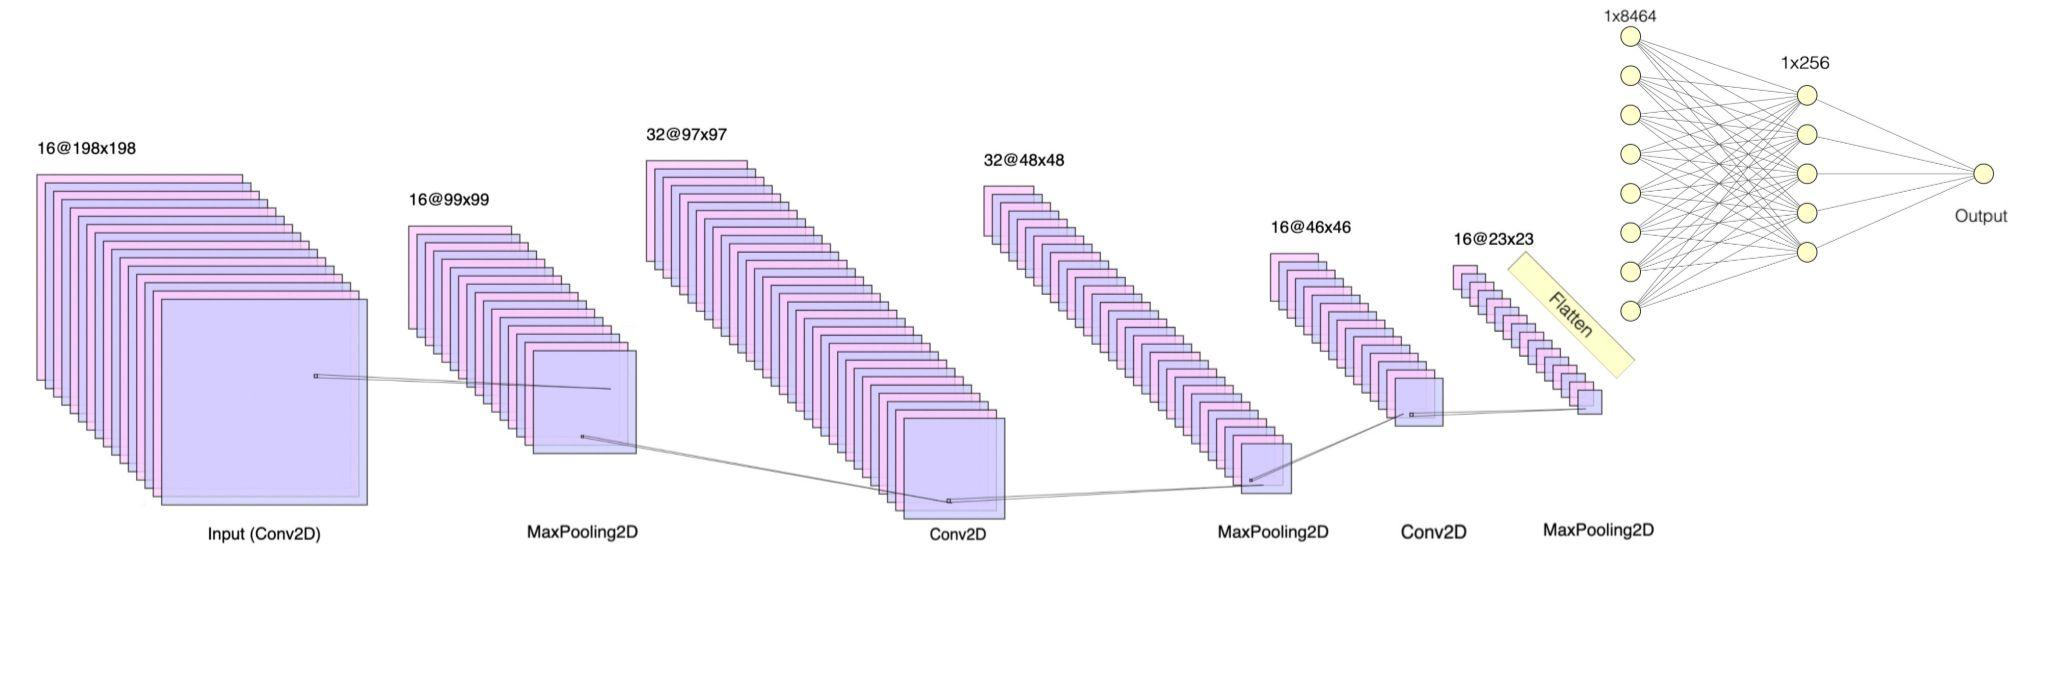 1x8464
1x256
32@97x97
16@198x198
32@48x48
16@99x99
16@46x46
16@23x23
Flatten
Output
Input (Conv2D)
MaxPooling2D
Conv2D
MaxPooling2D
Conv2D
MaxPooling2D